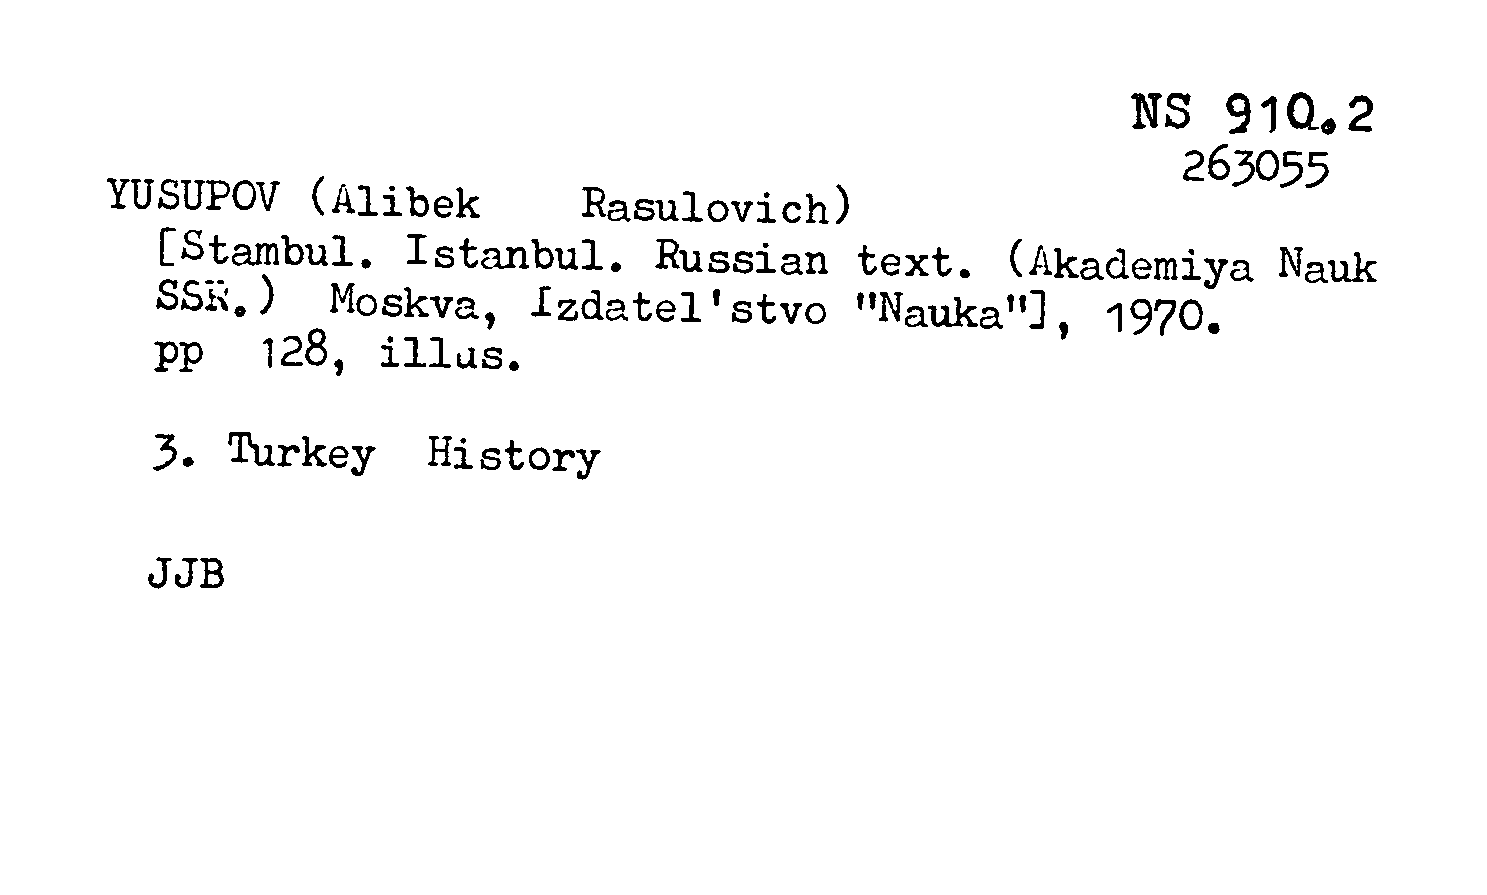 NS 910.2
263055
YUSUPOV (Alibek Rasulovich)
[Stambul. Istanbul. Russian text. (Akademiya Nauk
SSR.) Moskva, Izdatel'stvo "Nauka"], 1970.
pp 128, illus.
3. Turkey History
JJB